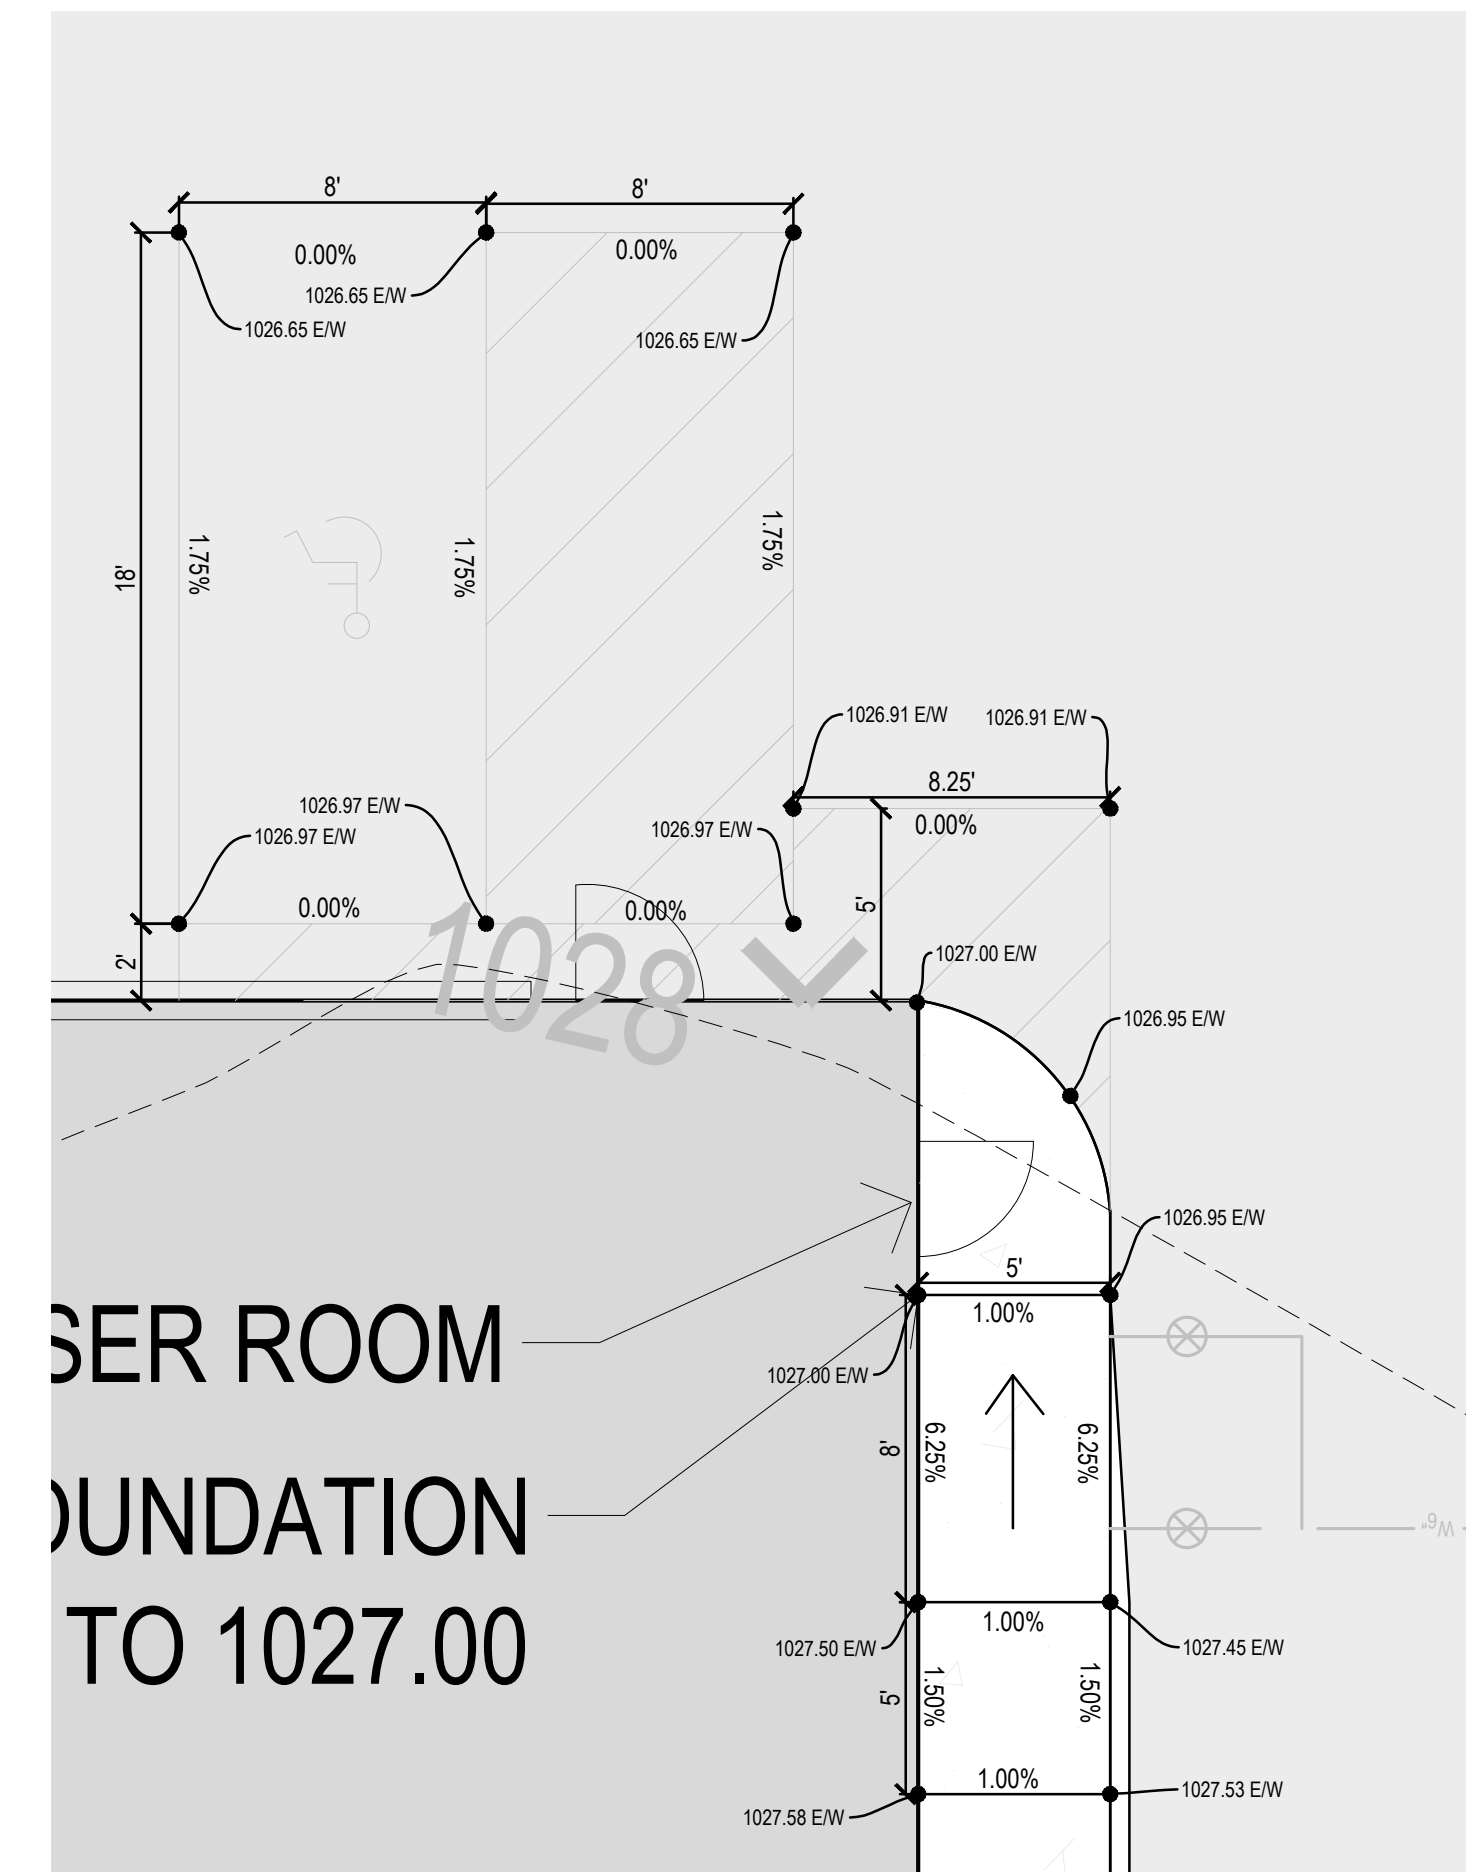 8'
8'
0.00%
0.00%
1026.65 E/W
1026.65 E/W
1026.65 E/W
18'
1.75%
1.75%
1.75%
1026.91 E/W
1026.91 E/W
8.25'
0.00%
1026.97 E/W
1026.97 E/W
1026.97 E/W
0.00%
0.00%
5'
2'
1028
1027.00 E/W
1026.95 E/W
1026.95 E/W
5'
1.00%
SER ROOM
1027.00 E/W
8'
6.25%
6.25%
OUNDATION
W 6"
TO 1027.00
1.00%
1027.50 E/W
1027.45 E/W
5'
1.50%
1.50%
1.00%
1027.53 E/W
1027.58 E/W